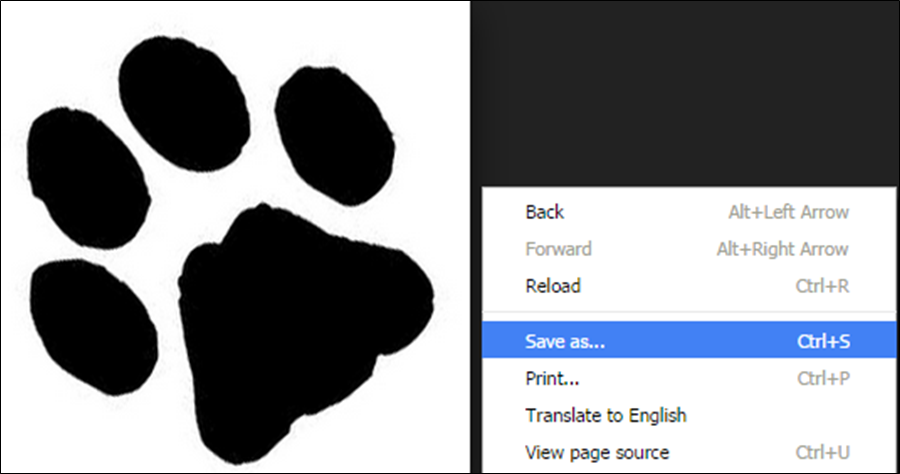 Back Alt+Left Arrow
Forward Alt+Right Arrow
Reload Ctrl+R
Save as... Ctrl+S
Print... Ctrl+P
Translate to English
View page source Ctrl+U